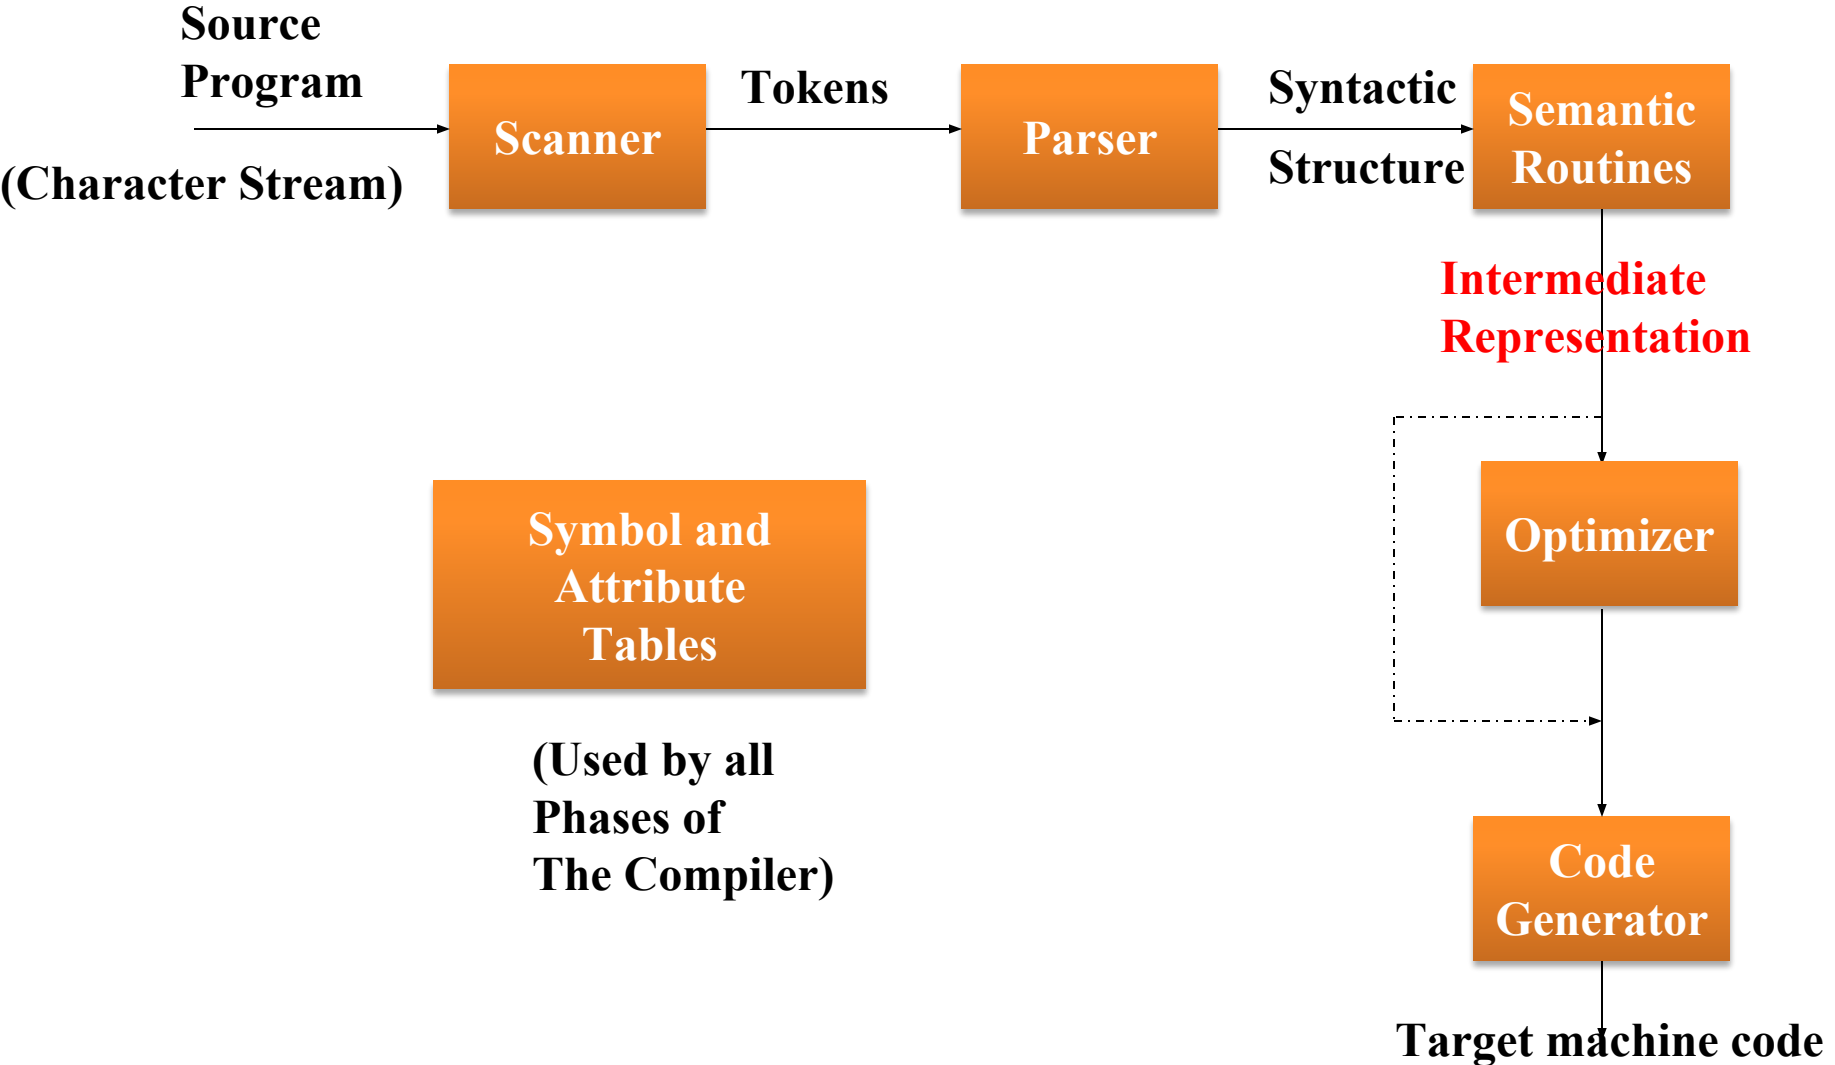 Source
Program
(Character Stream)
Scanner
Tokens
Parser
Syntactic
Structure
Semantic
Routines
Intermediate
Representation
Optimizer
Symbol and
Attribute
Tables
(Used by all
Phases of
The Compiler)
Code
Generator
Target machine code